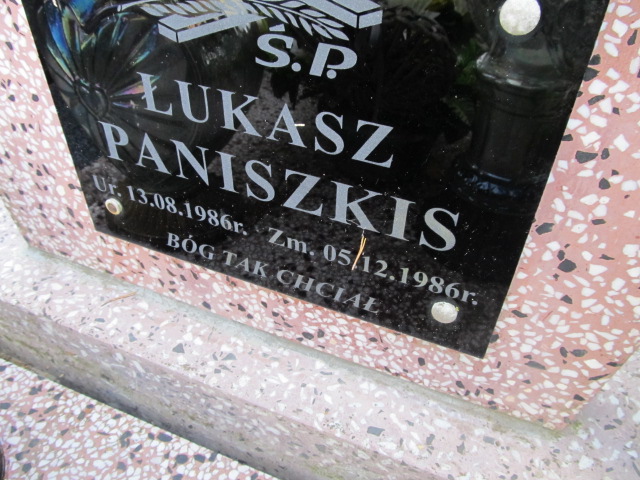 Ś.P.
ŁUKASZ
PANISZKIS
Ur. 13.08.1986r. Zm. 05.12.1986r.
BÓG TAK CHCIAŁ